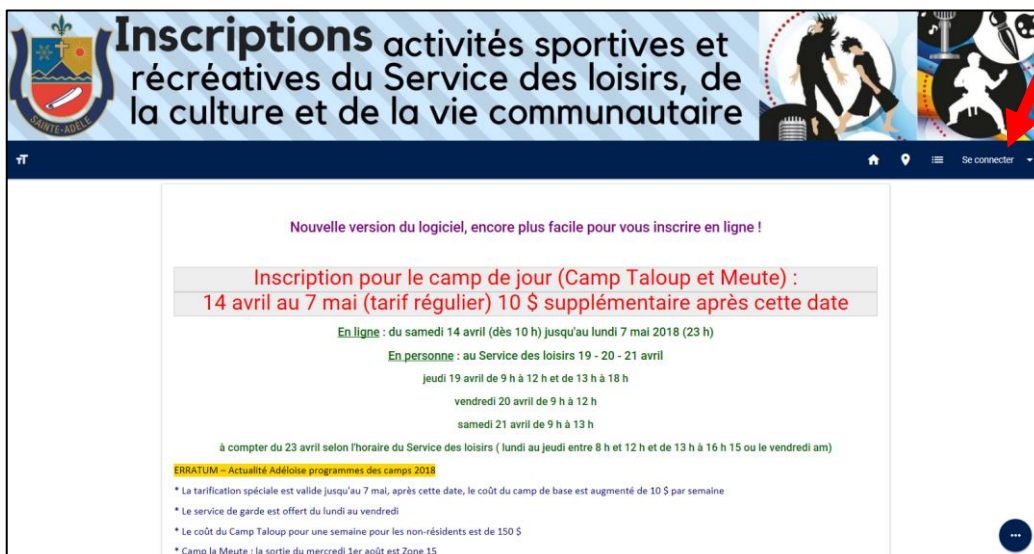 Inscriptions activités sportives et
récréatives du Service des loisirs, de
la culture et de la vie communautaire
SAINTE-ADÈLE
Se connecter
Nouvelle version du logiciel, encore plus facile pour vous inscrire en ligne !
Inscription pour le camp de jour (Camp Taloup et Meute) :
14 avril au 7 mai (tarif régulier) 10 $ supplémentaire après cette date
En ligne : du samedi 14 avril (dès 10 h) jusqu'au lundi 7 mai 2018 (23 h)
En personne : au Service des loisirs 19 - 20 - 21 avril
jeudi 19 avril de 9 h à 12 h et de 13 h à 18 h
vendredi 20 avril de 9 h à 12 h
samedi 21 avril de 9 h à 13 h
à compter du 23 avril selon l'horaire du Service des loisirs ( lundi au jeudi entre 8 h et 12 h et de 13 h à 16 h 15 ou le vendredi am)
ERRATUM – Actualité Adéloise programmes des camps 2018
* La tarification spéciale est valide jusqu'au 7 mai, après cette date, le coût du camp de base est augmenté de 10 $ par semaine
* Le service de garde est offert du lundi au vendredi
* Le coût du Camp Taloup pour une semaine pour les non-résidents est de 150 $
* Camp la Meute : la sortie du mercredi 1er août est Zone 15